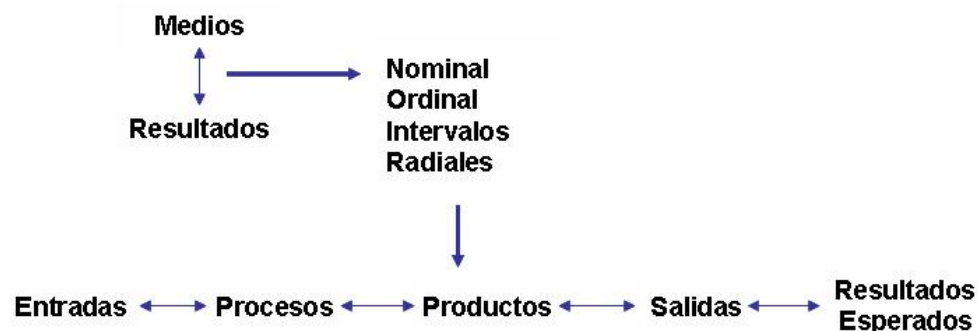 Medios
Resultados
Nominal
Ordinal
Intervalos
Radiales
Entradas
Procesos
Productos
Salidas
Resultados
Esperados